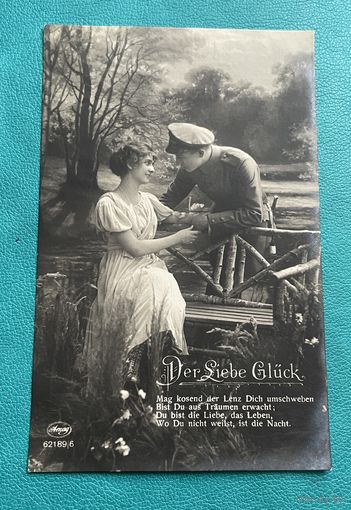 Der Liebe Glück.
Mag kosend der Lenz Dich umschweben
Bist Du aus Träumen erwacht;
Du bist die Liebe, das Leben,
Wo Du nicht weilst, ist die Nacht.
Amag
62189/6